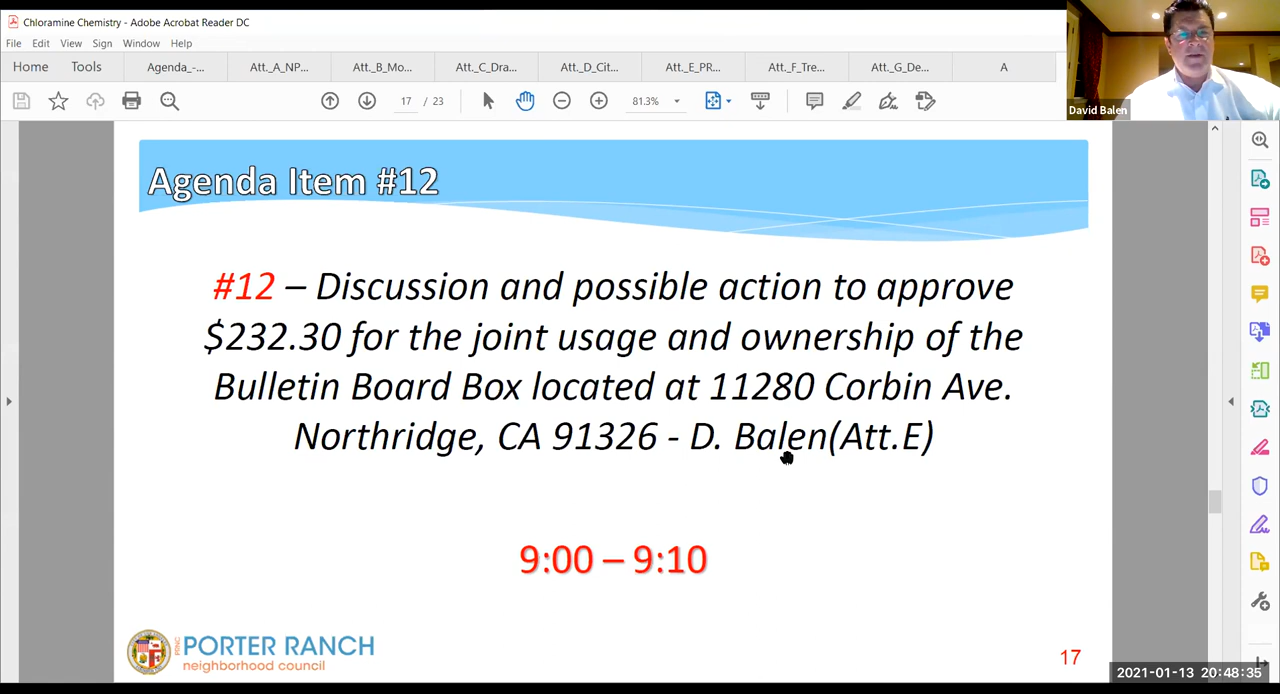 Chloramine Chemistry - Adobe Acrobat Reader DC
File Edit View Sign Window Help
Home Tools Agenda_-... Att._A_NP... Att._B_Mo... Att._C_Dra... Att._D_Cit... Att._E_PR... Att._F_Tre... Att._G_De... A
17 / 23 81.3%
David Balen
Agenda Item #12
#12 – Discussion and possible action to approve
$232.30 for the joint usage and ownership of the
Bulletin Board Box located at 11280 Corbin Ave.
Northridge, CA 91326 - D. Balen(Att.E)
9:00 – 9:10
PRNC
PORTER RANCH
neighborhood council
17
2021-01-13 20:48:35